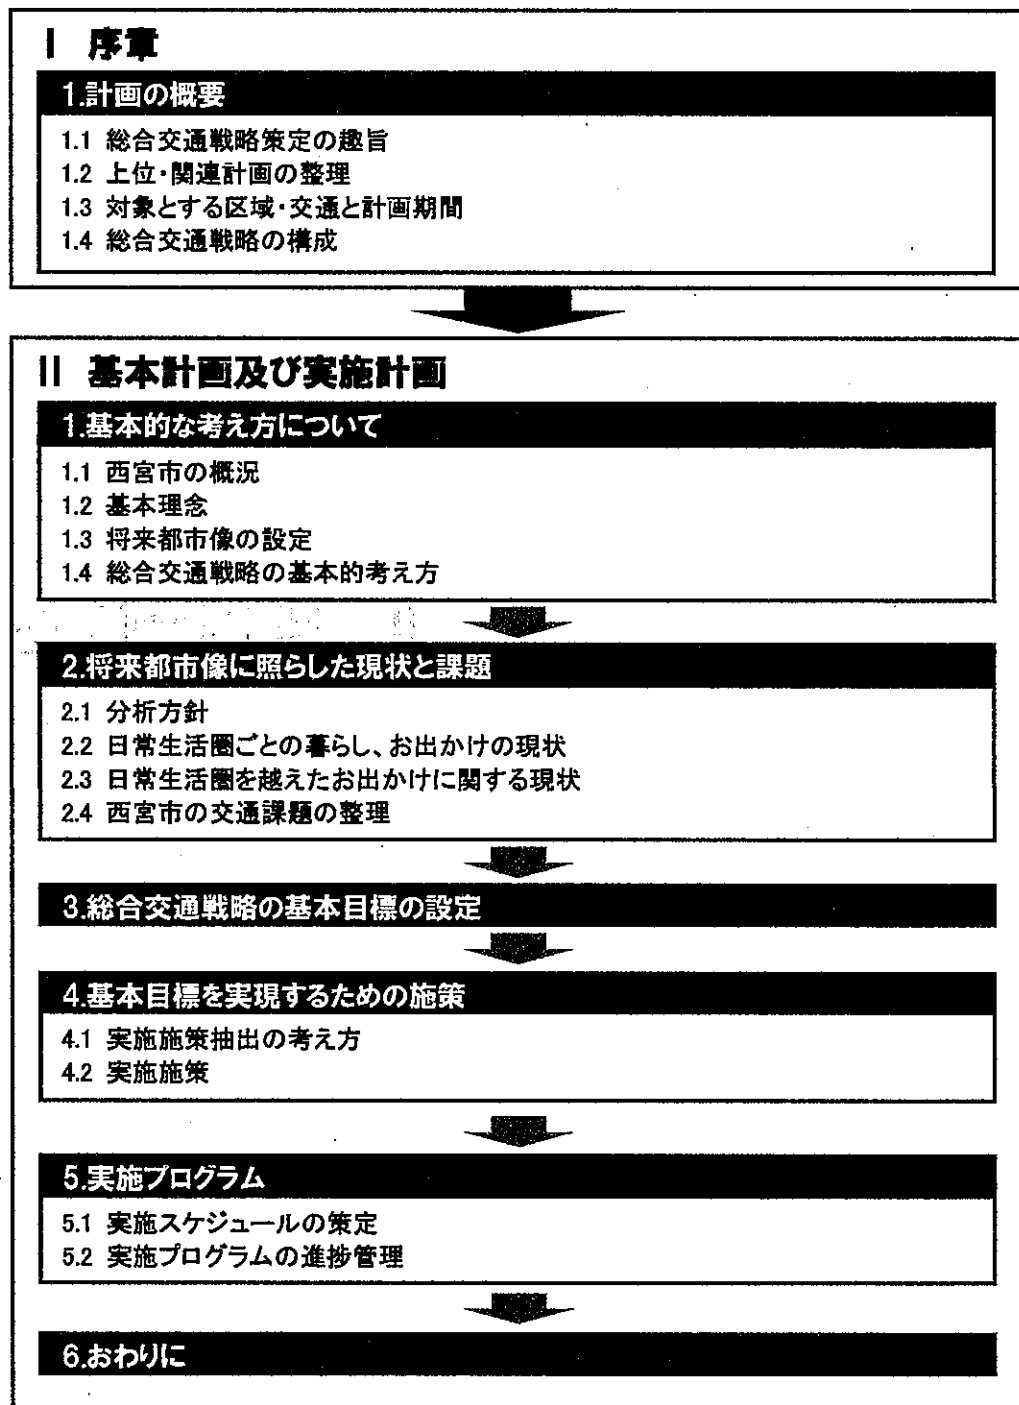 I 序章
1.計画の概要
1.1 総合交通戦略策定の趣旨
1.2 上位・関連計画の整理
1.3 対象とする区域・交通と計画期間
1.4 総合交通戦略の構成
II 基本計画及び実施計画
1.基本的な考え方について
1.1 西宮市の概況
1.2 基本理念
1.3 将来都市像の設定
1.4 総合交通戦略の基本的考え方
2.将来都市像に照らした現状と課題
2.1 分析方針
2.2 日常生活圏ごとの暮らし、お出かけの現状
2.3 日常生活圏を越えたお出かけに関する現状
2.4 西宮市の交通課題の整理
3.総合交通戦略の基本目標の設定
4.基本目標を実現するための施策
4.1 実施施策抽出の考え方
4.2 実施施策
5.実施プログラム
5.1 実施スケジュールの策定
5.2 実施プログラムの進捗管理
6.おわりに